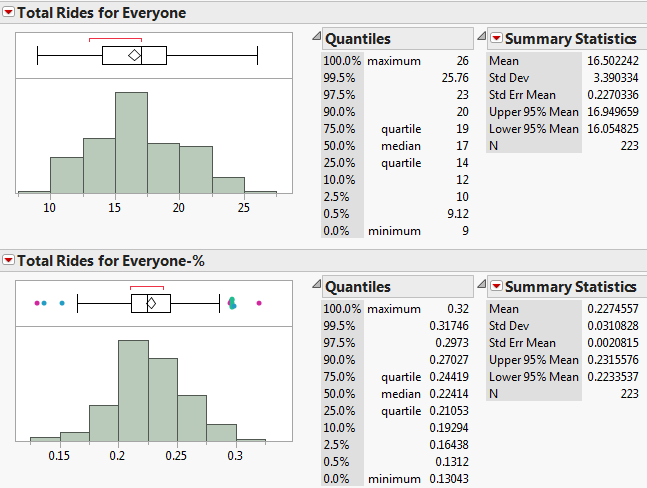 Total Rides for Everyone
10 15 20 25
Quantiles
100.0% maximum 26
99.5% 25.76
97.5% 23
90.0% 20
75.0% quartile 19
50.0% median 17
25.0% quartile 14
10.0% 12
2.5% 10
0.5% 9.12
0.0% minimum 9
Summary Statistics
Mean 16.502242
Std Dev 3.390334
Std Err Mean 0.2270336
Upper 95% Mean 16.949659
Lower 95% Mean 16.054825
N 223
Total Rides for Everyone-%
0.15 0.2 0.25 0.3
Quantiles
100.0% maximum 0.32
99.5% 0.31746
97.5% 0.2973
90.0% 0.27027
75.0% quartile 0.24419
50.0% median 0.22414
25.0% quartile 0.21053
10.0% 0.19294
2.5% 0.16438
0.5% 0.1312
0.0% minimum 0.13043
Summary Statistics
Mean 0.2274557
Std Dev 0.0310828
Std Err Mean 0.0020815
Upper 95% Mean 0.2315576
Lower 95% Mean 0.2233537
N 223